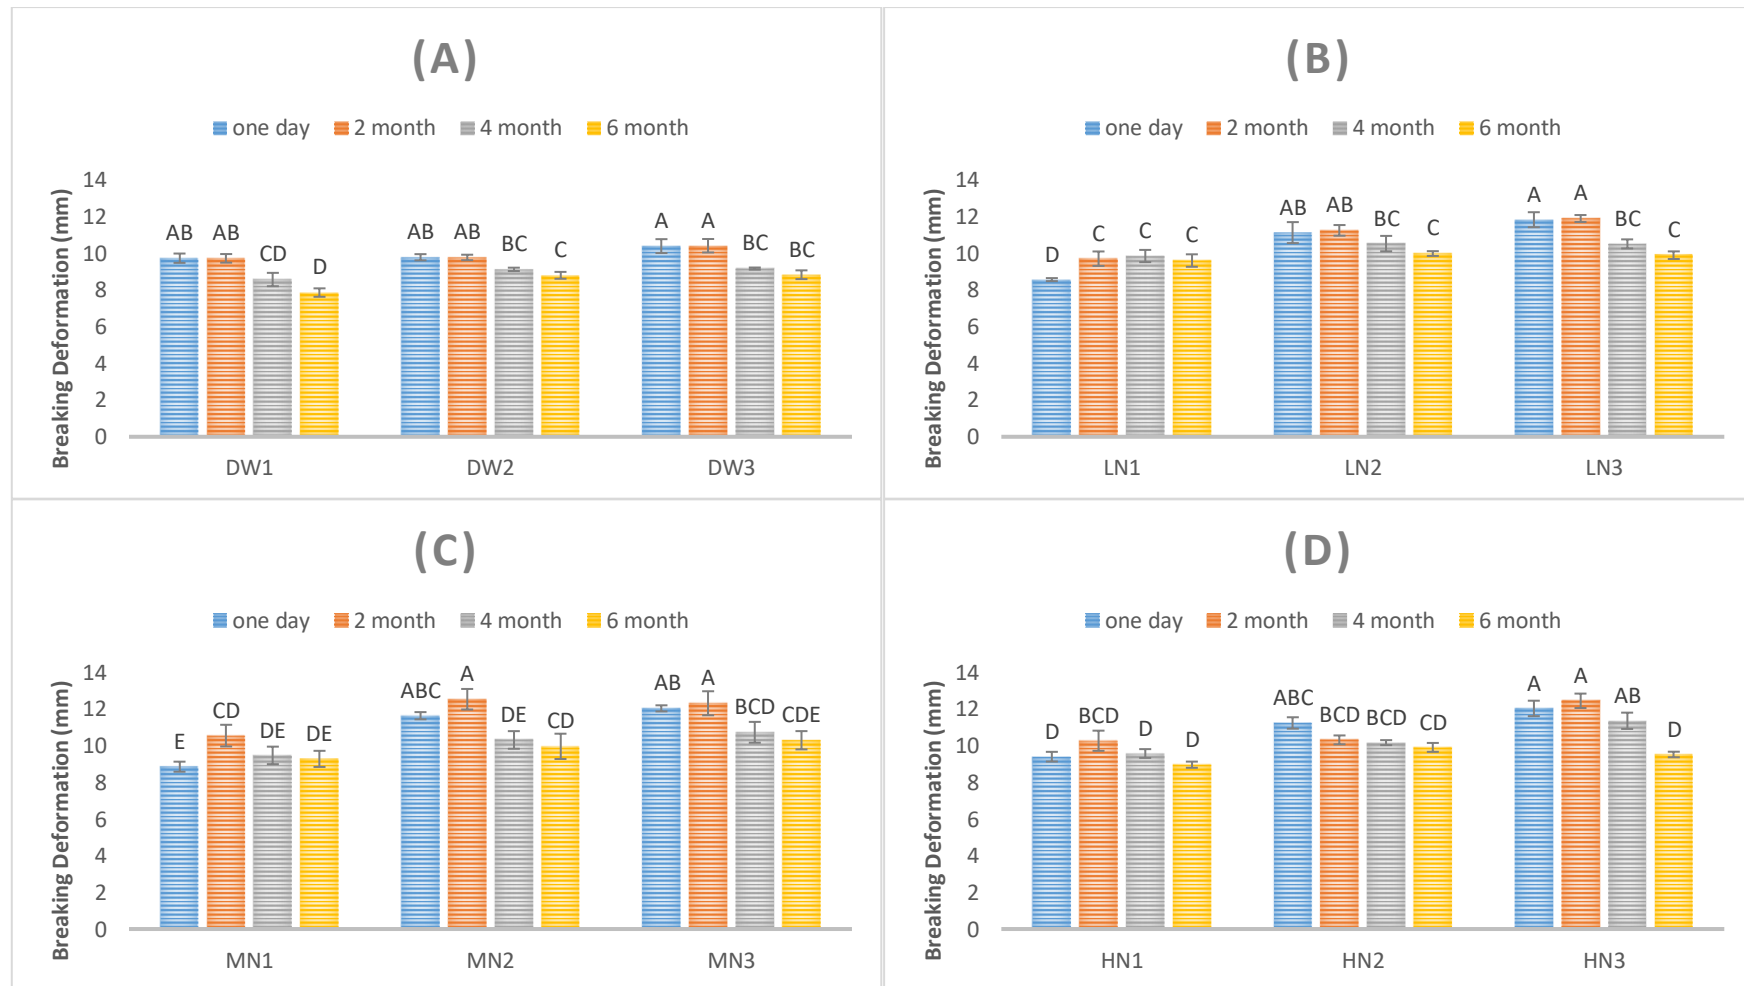 (A)
one day 2 month 4 month 6 month
Breaking Deformation (mm)
14
12
10
8
6
4
2
0
AB AB CD D
AB AB BC C
A A BC BC
DW1 DW2 DW3
(B)
one day 2 month 4 month 6 month
Breaking Deformation (mm)
14
12
10
8
6
4
2
0
D C C C
AB AB BC C
A A BC C
LN1 LN2 LN3
(C)
one day 2 month 4 month 6 month
Breaking Deformation (mm)
14
12
10
8
6
4
2
0
E CD DE DE
ABC A DE CD
AB A BCD CDE
MN1 MN2 MN3
(D)
one day 2 month 4 month 6 month
Breaking Deformation (mm)
14
12
10
8
6
4
2
0
D BCD D D
ABC BCD BCD CD
A A AB D
HN1 HN2 HN3